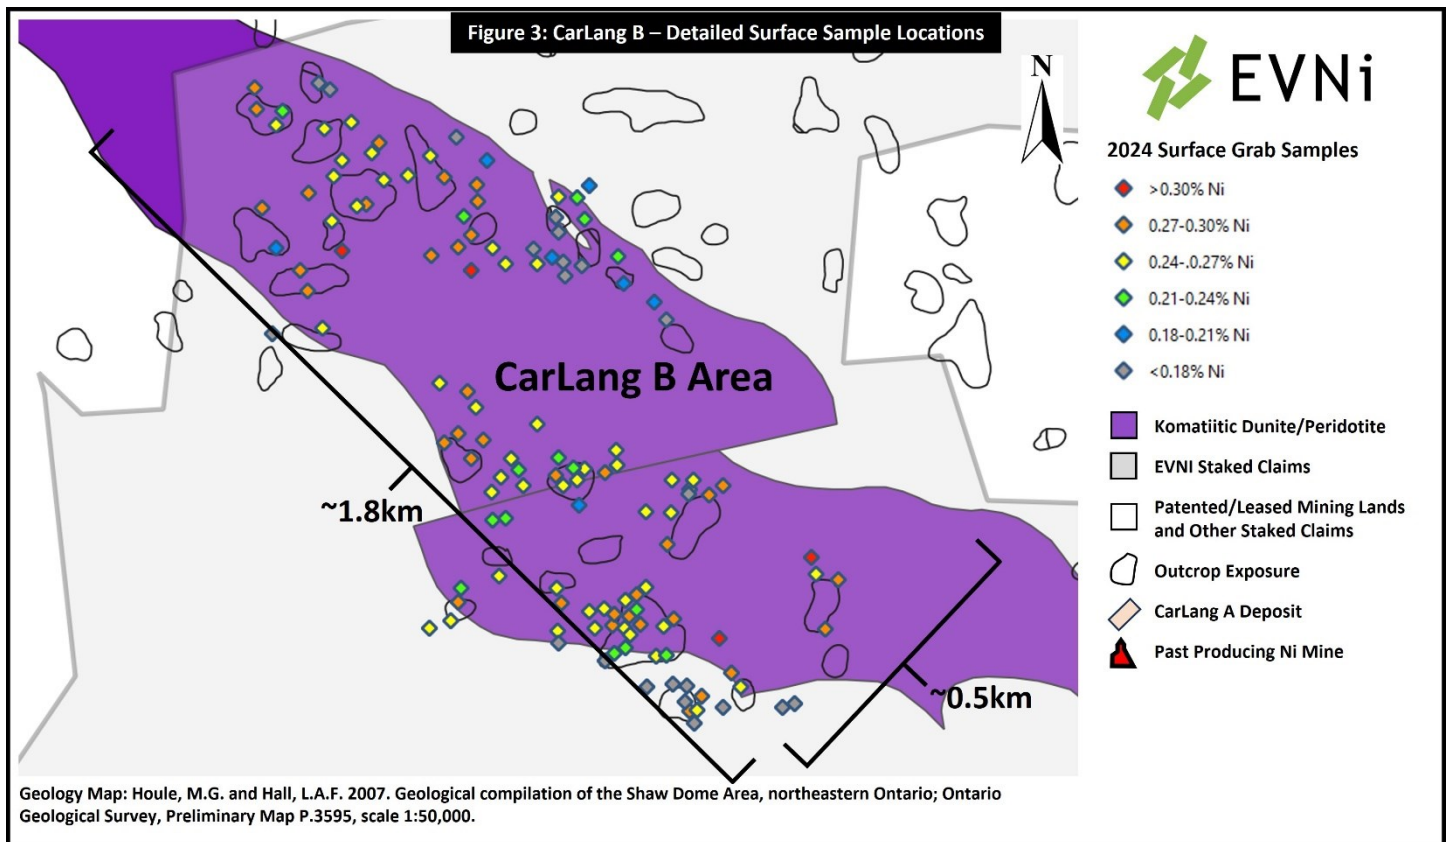 Figure 3: CarLang B – Detailed Surface Sample Locations
N
EVNi
2024 Surface Grab Samples
>0.30% Ni
0.27-0.30% Ni
0.24-.0.27% Ni
0.21-0.24% Ni
0.18-0.21% Ni
<0.18% Ni
Komatiitic Dunite/Peridotite
EVNI Staked Claims
Patented/Leased Mining Lands
and Other Staked Claims
Outcrop Exposure
CarLang A Deposit
Past Producing Ni Mine
CarLang B Area
~1.8km
~0.5km
Geology Map: Houle, M.G. and Hall, L.A.F. 2007. Geological compilation of the Shaw Dome Area, northeastern Ontario; Ontario
Geological Survey, Preliminary Map P.3595, scale 1:50,000.